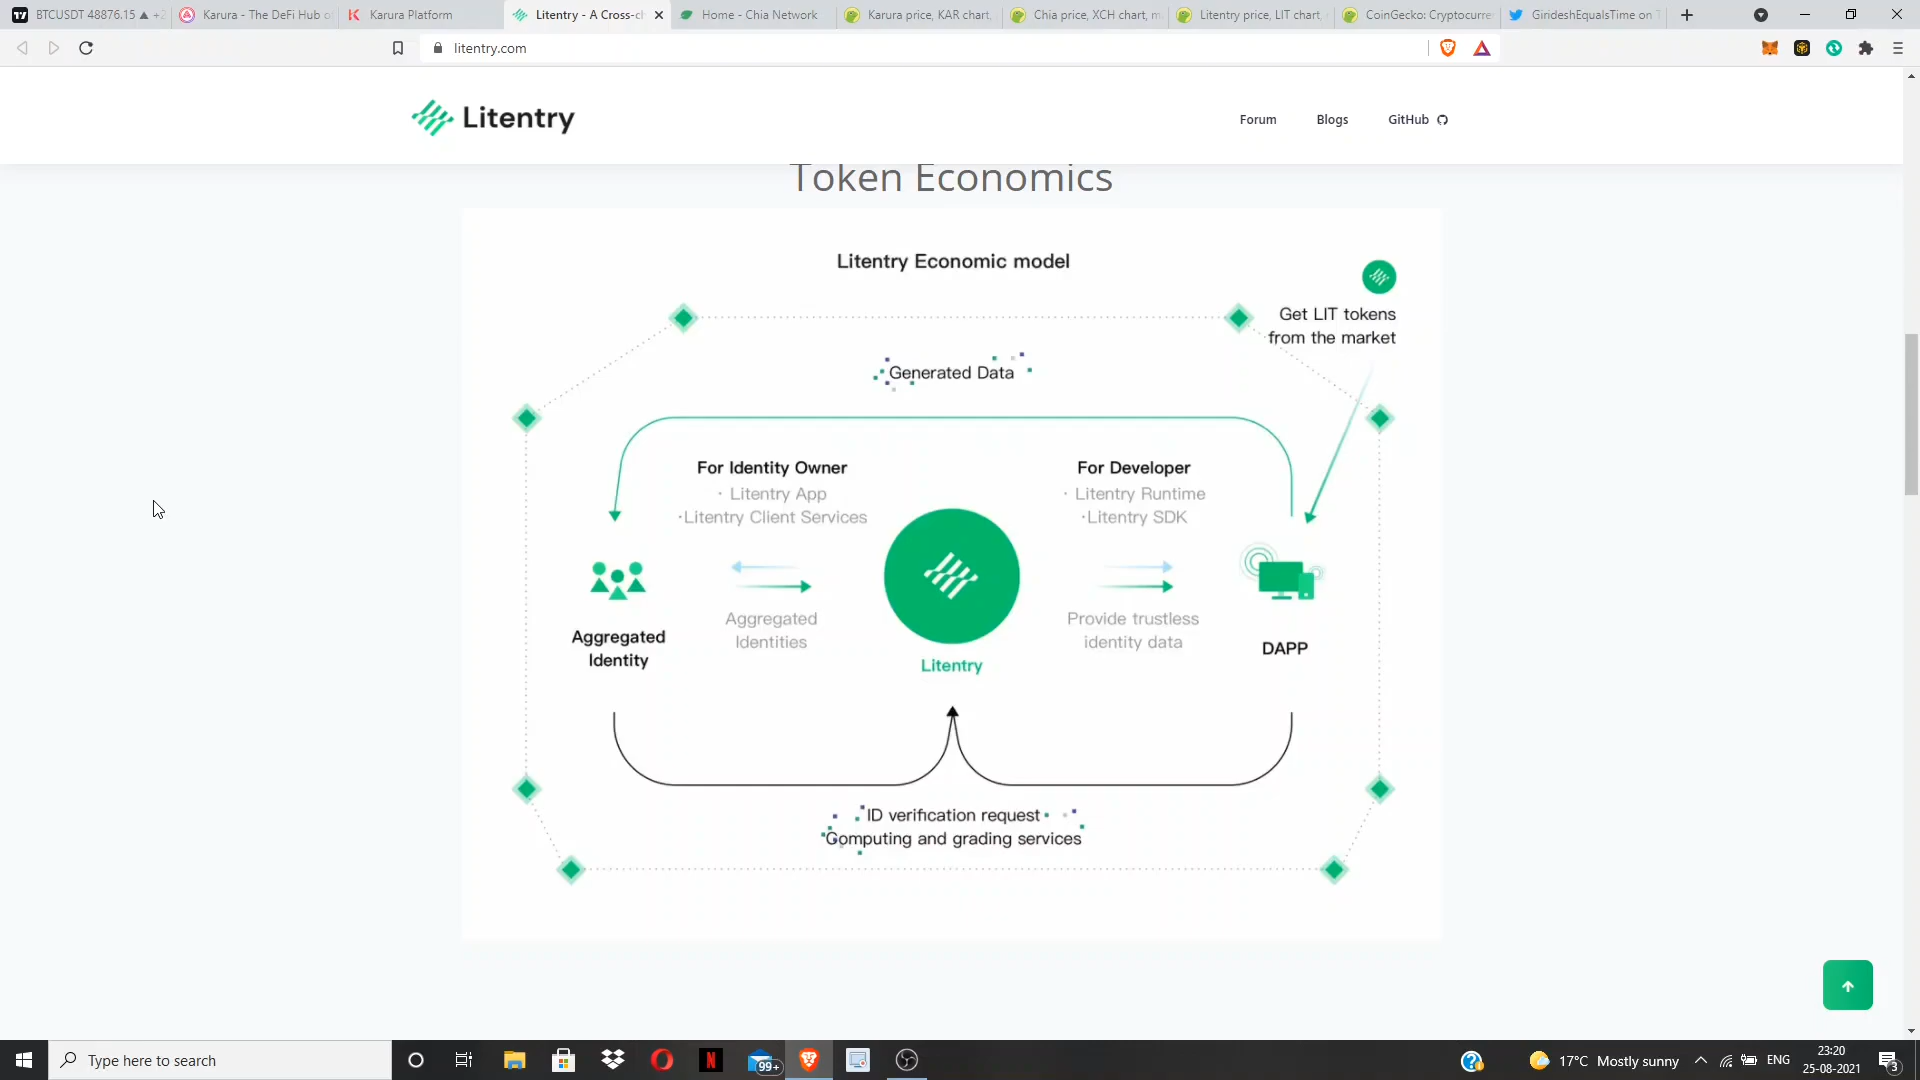 BTCUSDT 48876.15 ▲ +2
Karura - The DeFi Hub o
Karura Platform
Litentry - A Cross-c
Home - Chia Network
Karura price, KAR chart,
Chia price, XCH chart, m
Litentry price, LIT chart,
CoinGecko: Cryptocurre
GirideshEqualsTime on T
litentry.com
Litentry
Forum
Blogs
GitHub
Token Economics
Litentry Economic model
Get LIT tokens
from the market
Generated Data
For Identity Owner
· Litentry App
·Litentry Client Services
For Developer
· Litentry Runtime
·Litentry SDK
Aggregated
Identities
Provide trustless
identity data
Aggregated
Identity
Litentry
DAPP
ID verification request
Computing and grading services
Type here to search
99+
17°C Mostly sunny
ENG
23:20
25-08-2021
3